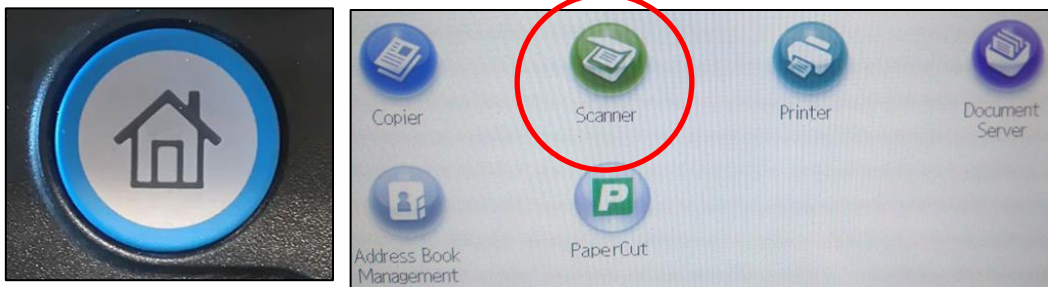 Copier
Scanner
Printer
Document
Server
Address Book
Management
P
PaperCut